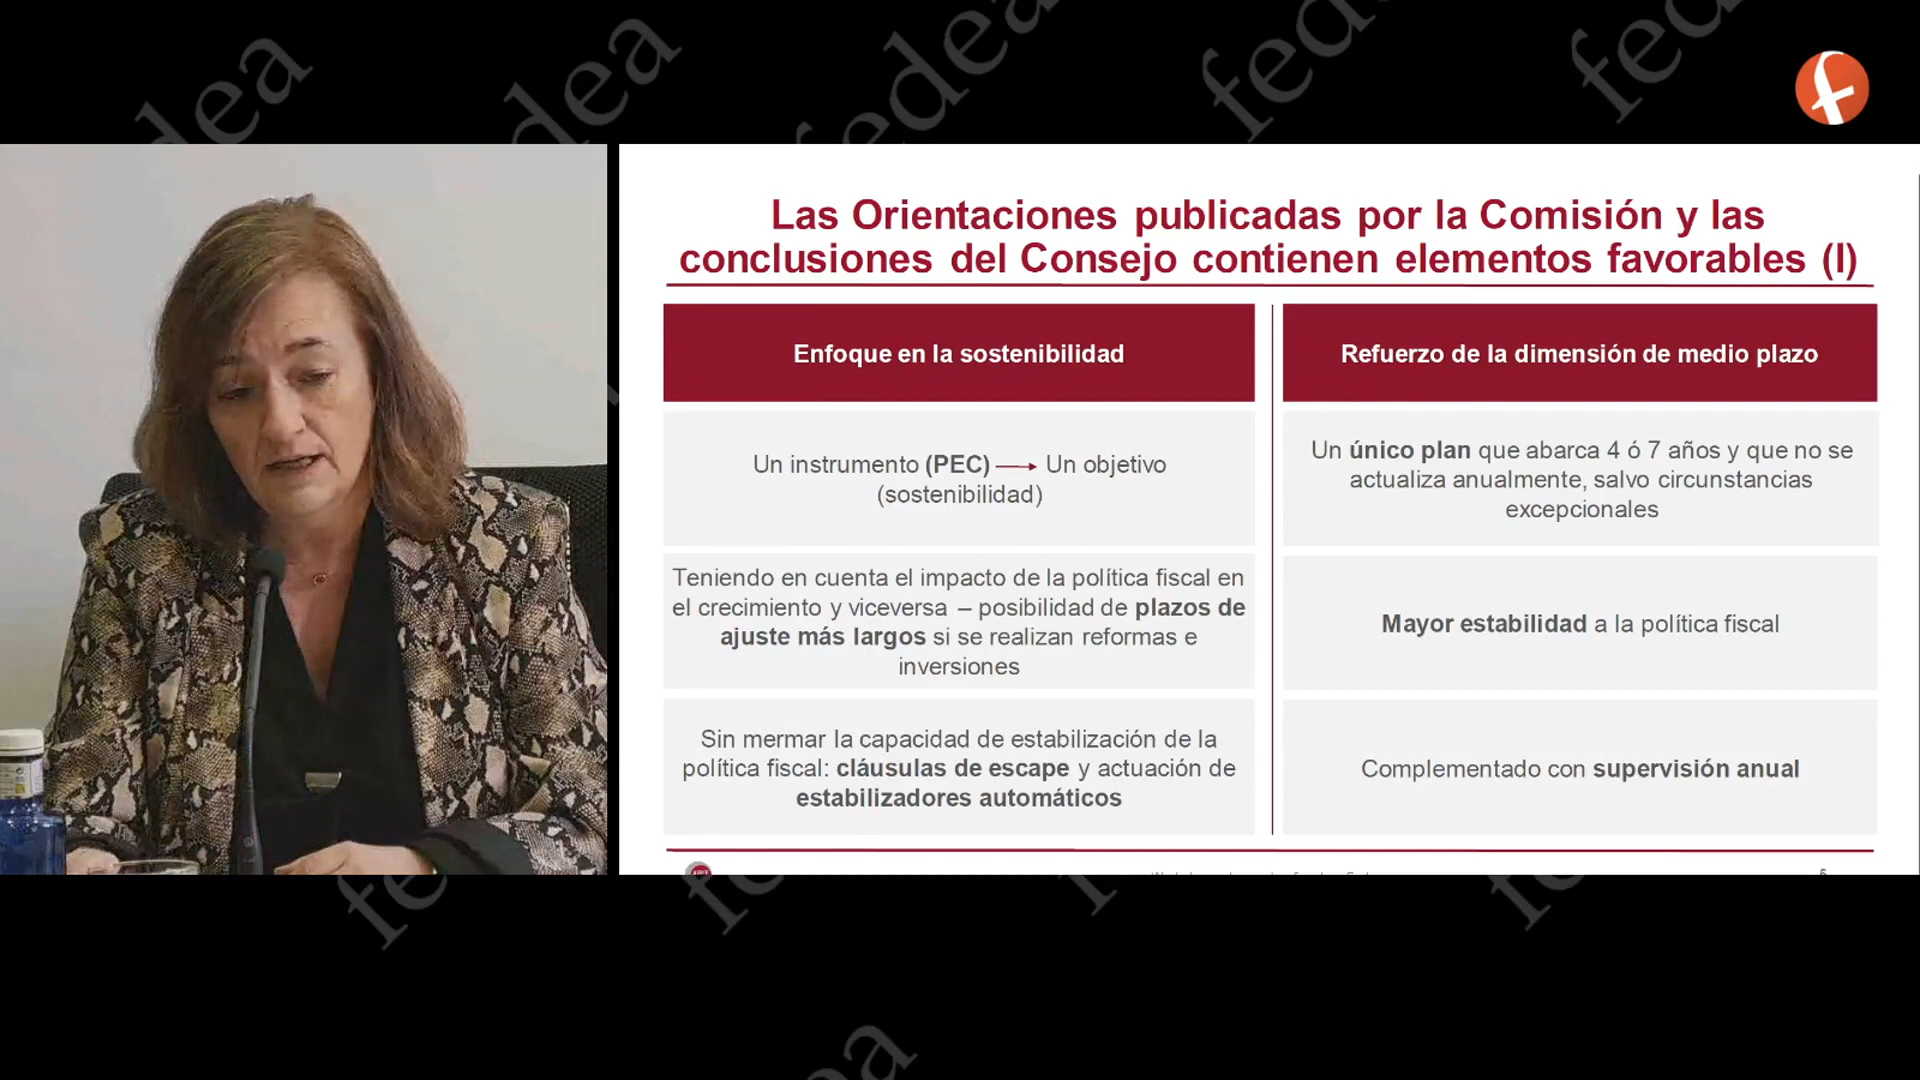 fedea
Las Orientaciones publicadas por la Comisión y las
conclusiones del Consejo contienen elementos favorables (I)
Enfoque en la sostenibilidad
Refuerzo de la dimensión de medio plazo
Un instrumento (PEC) → Un objetivo
(sostenibilidad)
Un único plan que abarca 4 ó 7 años y que no se
actualiza anualmente, salvo circunstancias
excepcionales
Teniendo en cuenta el impacto de la política fiscal en
el crecimiento y viceversa – posibilidad de plazos de
ajuste más largos si se realizan reformas e
inversiones
Mayor estabilidad a la política fiscal
Sin mermar la capacidad de estabilización de la
política fiscal: cláusulas de escape y actuación de
estabilizadores automáticos
Complementado con supervisión anual